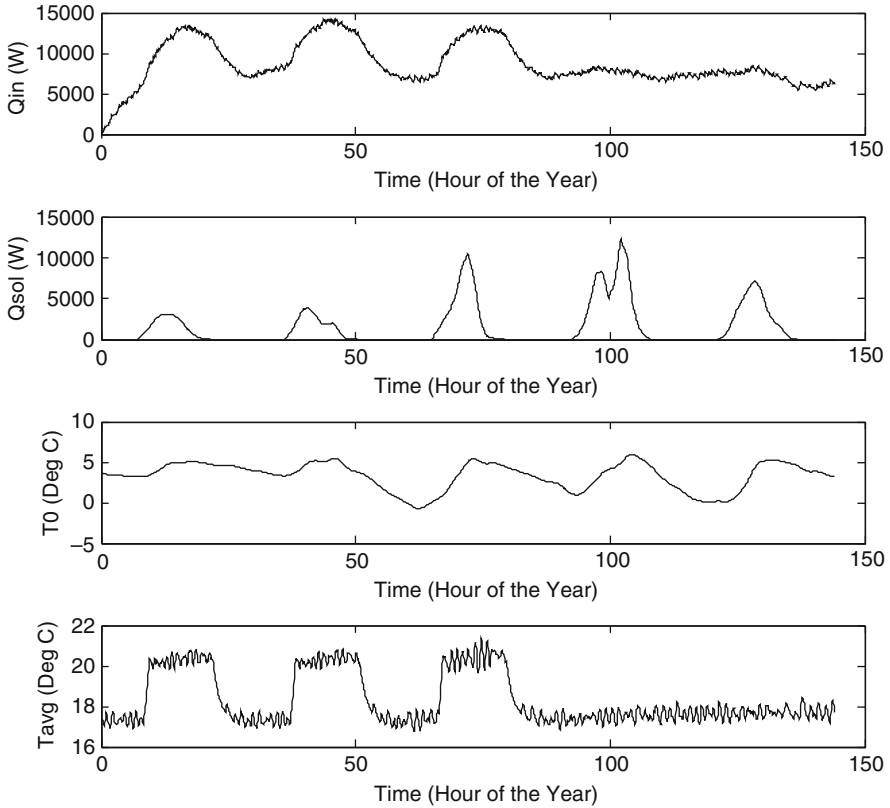 Qin (W)
15000
10000
5000
0
0 50 100 150
Time (Hour of the Year)
Qsol (W)
15000
10000
5000
0
0 50 100 150
Time (Hour of the Year)
T0 (Deg C)
10
5
0
–5
0 50 100 150
Time (Hour of the Year)
Tavg (Deg C)
22
20
18
16
0 50 100 150
Time (Hour of the Year)